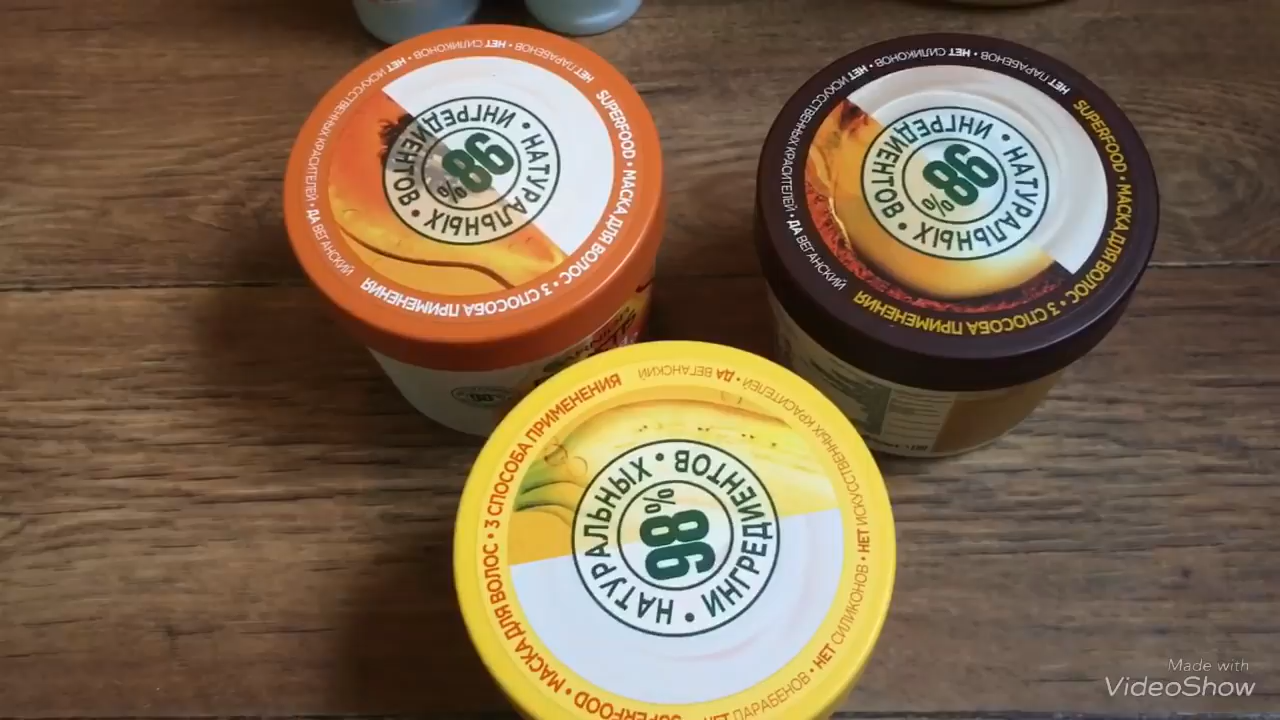 SUPERFOOD • МАСКА ДЛЯ ВОЛОС • 3 СПОСОБА ПРИМЕНЕНИЯ
НЕТ ПАРАБЕНОВ • НЕТ СИЛИКОНОВ • НЕТ ИСКУССТВЕННЫХ КРАСИТЕЛЕЙ • ДА ВЕГАНСКИЙ
98%
НАТУРАЛЬНЫХ • ИНГРЕДИЕНТОВ •
GARNIER
SUPERFOOD • МАСКА ДЛЯ ВОЛОС • 3 СПОСОБА ПРИМЕНЕНИЯ
НЕТ ПАРАБЕНОВ • НЕТ СИЛИКОНОВ • НЕТ ИСКУССТВЕННЫХ КРАСИТЕЛЕЙ • ДА ВЕГАНСКИЙ
98%
НАТУРАЛЬНЫХ • ИНГРЕДИЕНТОВ •
SUPERFOOD • МАСКА ДЛЯ ВОЛОС • 3 СПОСОБА ПРИМЕНЕНИЯ
НЕТ ПАРАБЕНОВ • НЕТ СИЛИКОНОВ • НЕТ ИСКУССТВЕННЫХ КРАСИТЕЛЕЙ • ДА ВЕГАНСКИЙ
98%
НАТУРАЛЬНЫХ • ИНГРЕДИЕНТОВ •
Made with
VideoShow